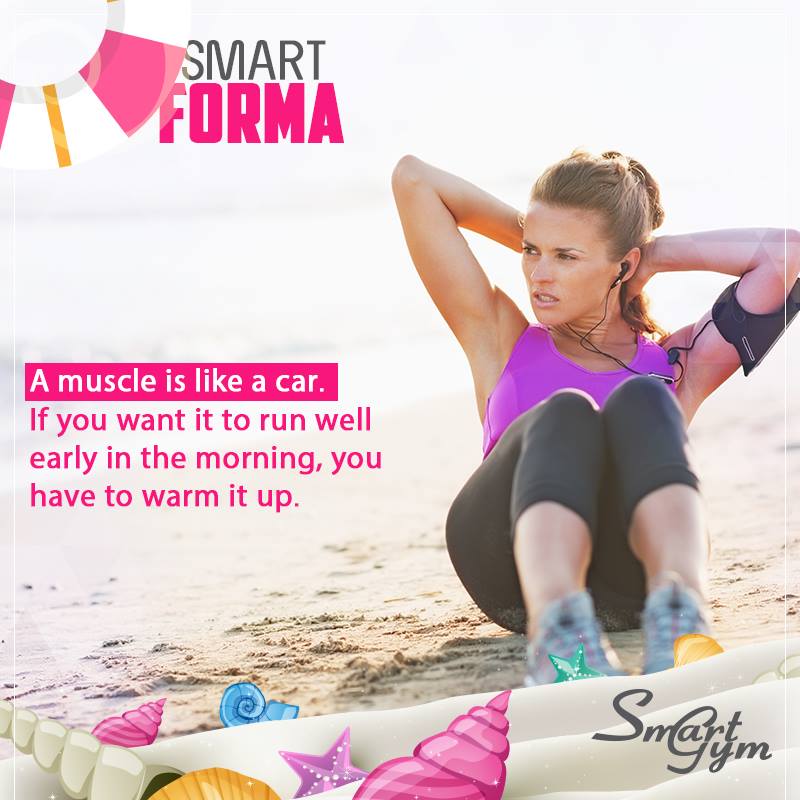 SMART
FORMA
A muscle is like a car.
If you want it to run well
early in the morning, you
have to warm it up.
Smart
Gym